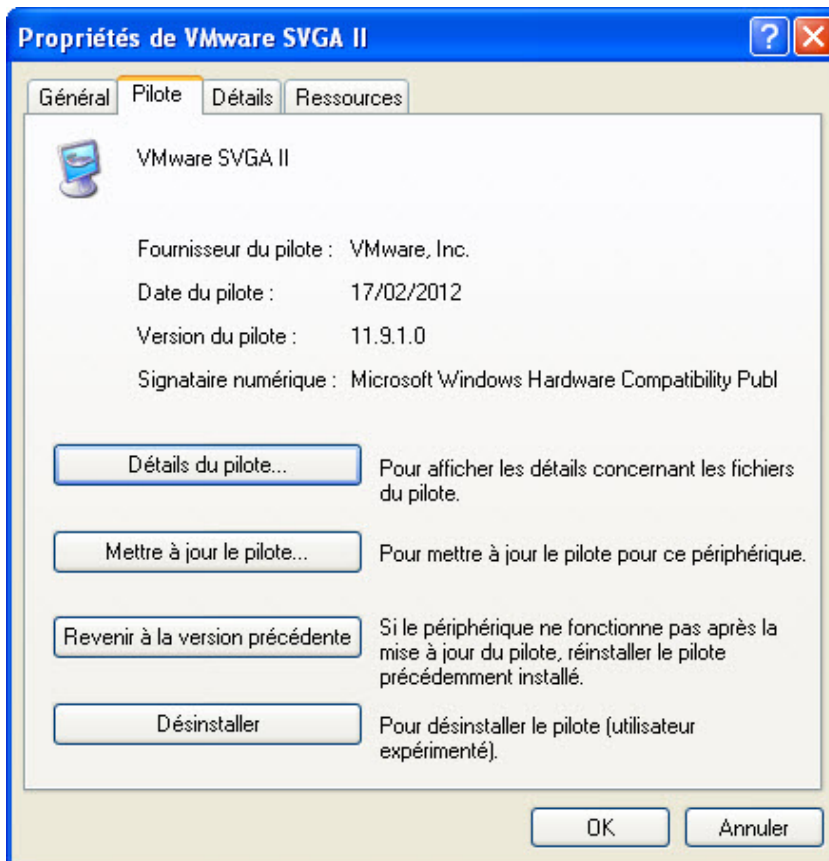 Propriétés de VMware SVGA II
Général Pilote Détails Ressources
VMware SVGA II
Fournisseur du pilote : VMware, Inc.
Date du pilote : 17/02/2012
Version du pilote : 11.9.1.0
Signataire numérique : Microsoft Windows Hardware Compatibility Publ
Détails du pilote...
Pour afficher les détails concernant les fichiers
du pilote.
Mettre à jour le pilote...
Pour mettre à jour le pilote pour ce périphérique.
Revenir à la version précédente
Si le périphérique ne fonctionne pas après la
mise à jour du pilote, réinstaller le pilote
précédemment installé.
Désinstaller
Pour désinstaller le pilote (utilisateur
expérimenté).
OK Annuler